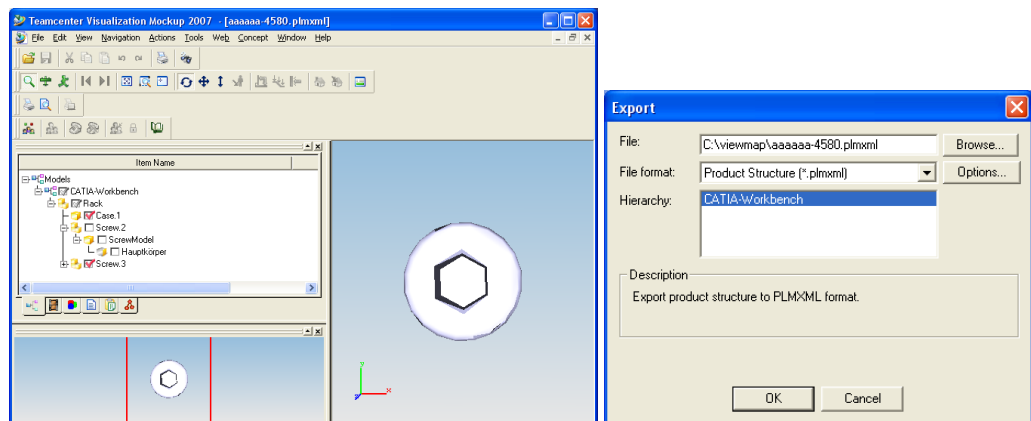 Teamcenter Visualization Mockup 2007 - [aaaaaa-4580.plmxml]
File Edit View Navigation Actions Tools Web Concept Window Help
Item Name
Models
CATIA-Workbench
Rack
Case.1
Screw.2
ScrewModel
Hauptkörper
Screw.3
Y
X
Z
Export
File:
C:\viewmap\aaaaaa-4580.plmxml
Browse...
File format:
Product Structure (*.plmxml)
Options...
Hierarchy:
CATIA-Workbench
Description
Export product structure to PLMXML format.
OK
Cancel